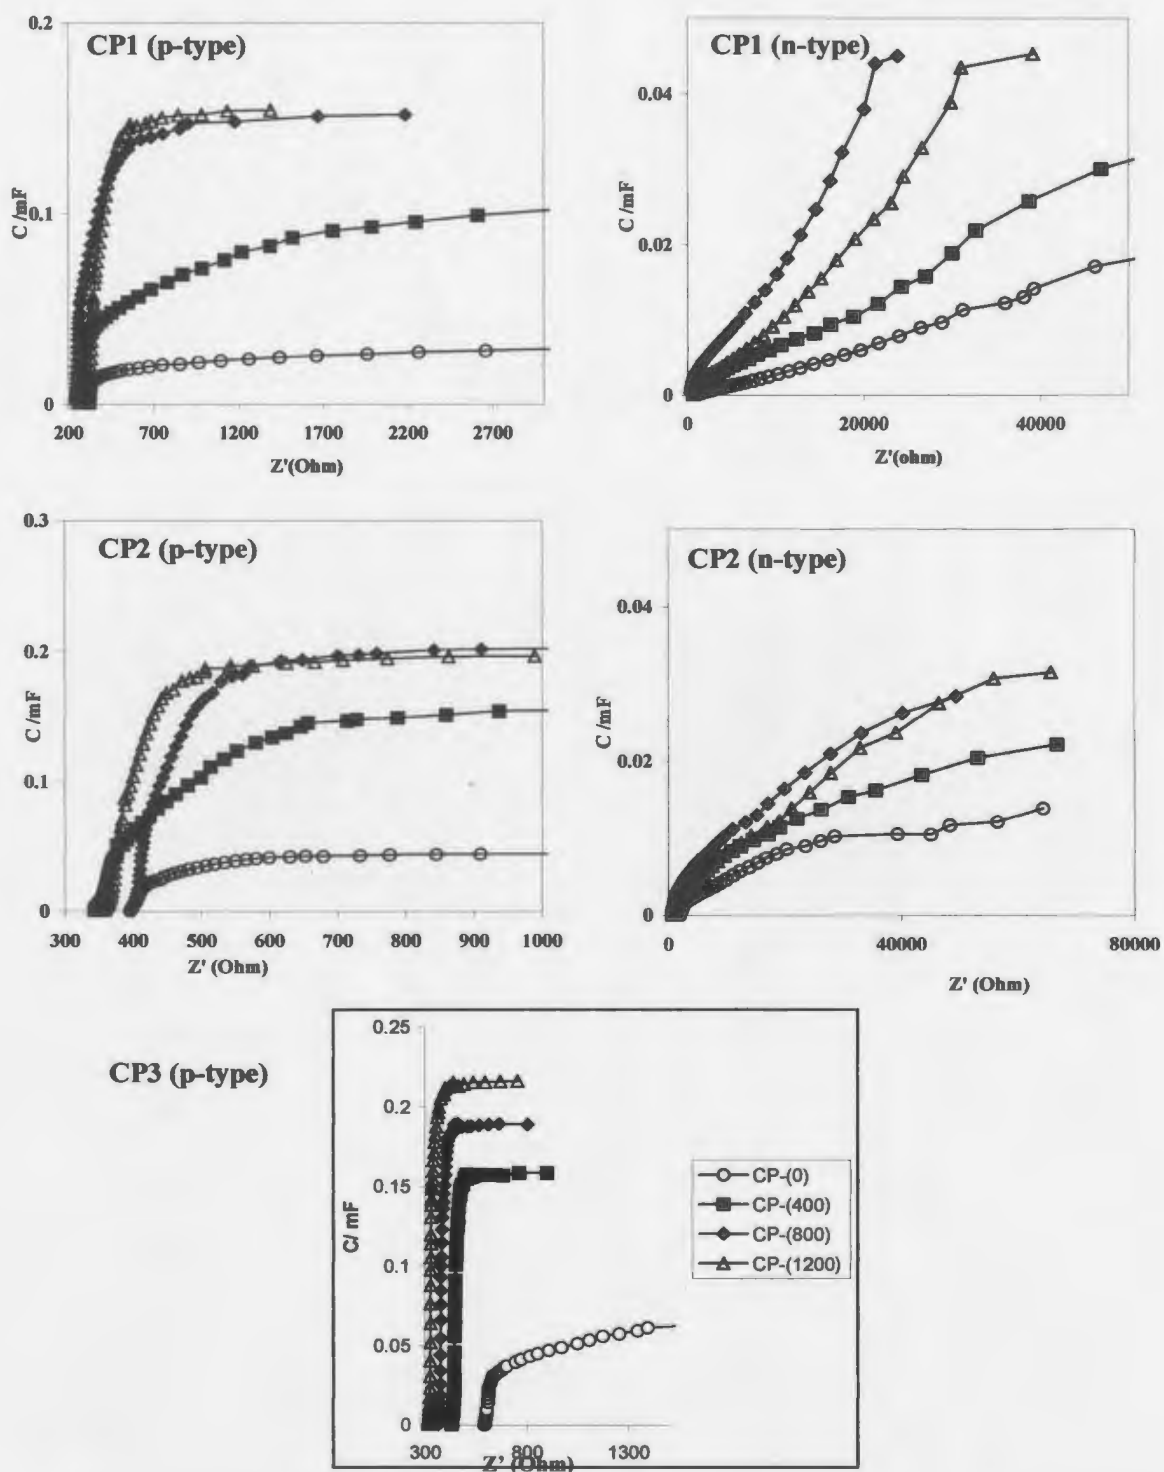 CP1 (p-type)
0.2
0.1
0
C /mF
200 700 1200 1700 2200 2700
Z'(Ohm)
CP1 (n-type)
0.04
0.02
0
C /mF
0 20000 40000
Z'(ohm)
CP2 (p-type)
0.3
0.2
0.1
0
C /mF
300 400 500 600 700 800 900 1000
Z' (Ohm)
CP2 (n-type)
0.04
0.02
0
C /mF
0 40000 80000
Z' (Ohm)
CP3 (p-type)
0.25
0.2
0.15
0.1
0.05
0
C/ mF
300 800 1300
Z' (Ohm)
CP-(0)
CP-(400)
CP-(800)
CP-(1200)